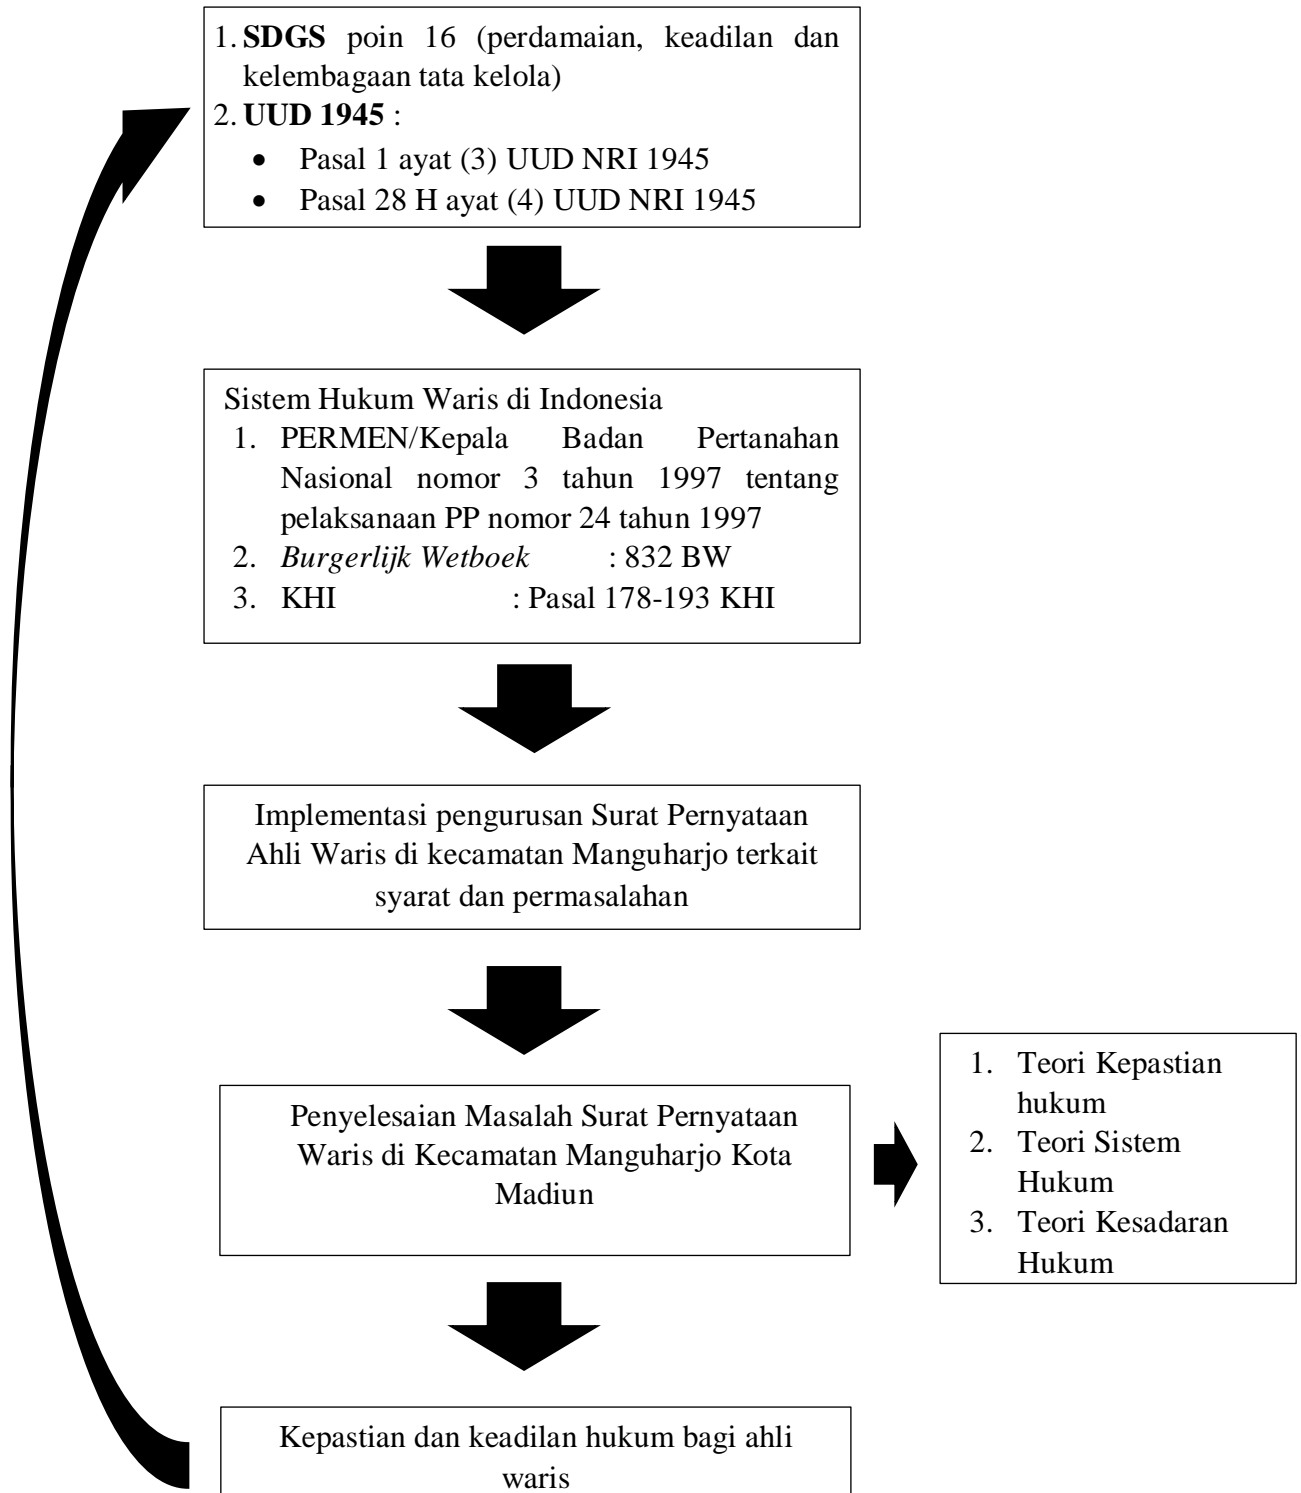 1. SDGS poin 16 (perdamaian, keadilan dan
kelembagaan tata kelola)
2. UUD 1945 :
• Pasal 1 ayat (3) UUD NRI 1945
• Pasal 28 H ayat (4) UUD NRI 1945
Sistem Hukum Waris di Indonesia
1. PERMEN/Kepala Badan Pertanahan
Nasional nomor 3 tahun 1997 tentang
pelaksanaan PP nomor 24 tahun 1997
2. Burgerlijk Wetboek : 832 BW
3. KHI : Pasal 178-193 KHI
Implementasi pengurusan Surat Pernyataan
Ahli Waris di kecamatan Manguharjo terkait
syarat dan permasalahan
Penyelesaian Masalah Surat Pernyataan
Waris di Kecamatan Manguharjo Kota
Madiun
1. Teori Kepastian
hukum
2. Teori Sistem
Hukum
3. Teori Kesadaran
Hukum
Kepastian dan keadilan hukum bagi ahli
waris